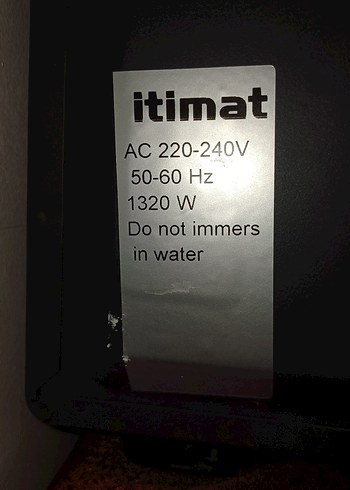 itimat
AC 220-240V
50-60 Hz
1320 W
Do not immers
in water